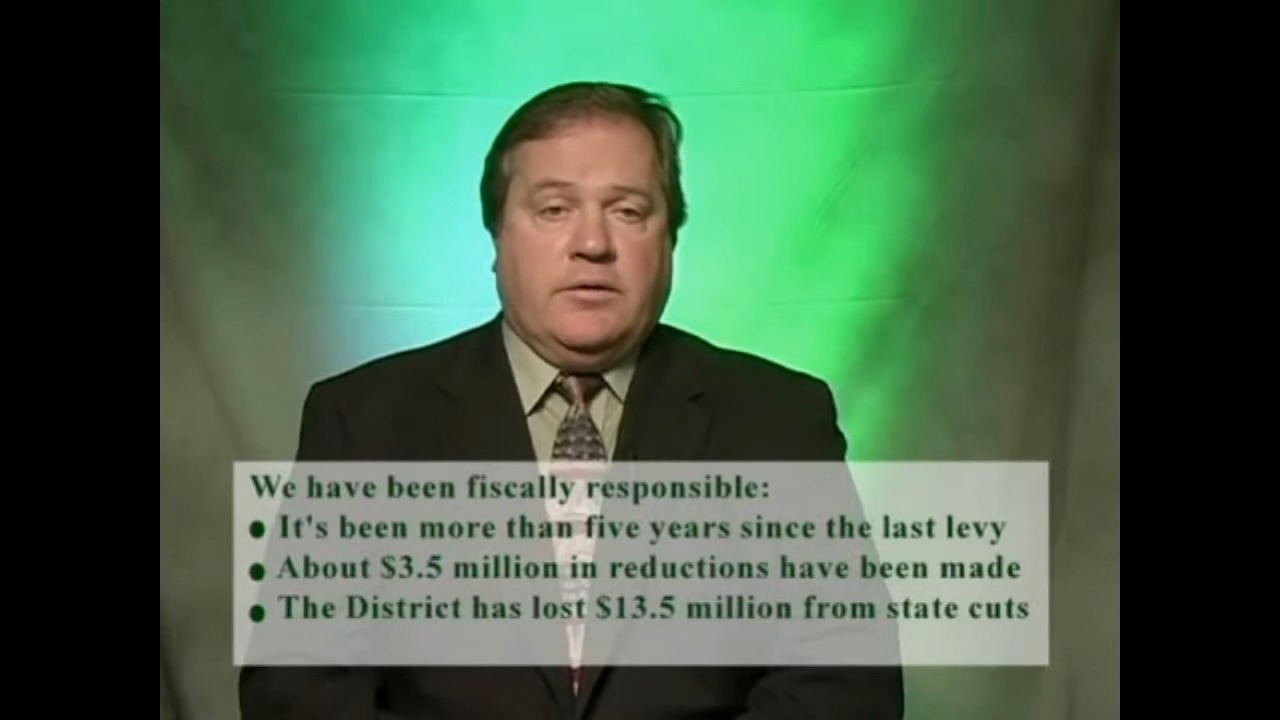 We have been fiscally responsible:
• It's been more than five years since the last levy
• About $3.5 million in reductions have been made
• The District has lost $13.5 million from state cuts